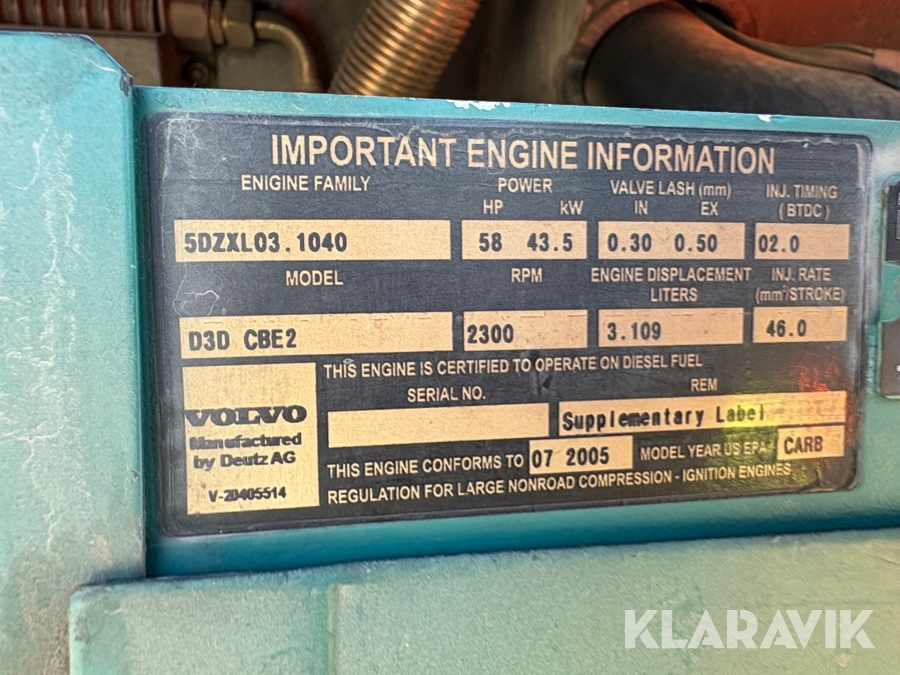 IMPORTANT ENGINE INFORMATION
ENIGINE FAMILY POWER VALVE LASH (mm) INJ. TIMING
HP kW IN EX (BTDC)
5DZXL03.1040 58 43.5 0.30 0.50 02.0
MODEL RPM ENGINE DISPLACEMENT INJ. RATE
LITERS (mm³/STROKE)
D3D CBE2 2300 3.109 46.0
THIS ENGINE IS CERTIFIED TO OPERATE ON DIESEL FUEL
SERIAL NO. REM
VOLVO Supplementary Label
Manufactured
by Deutz AG
THIS ENGINE CONFORMS TO 07 2005 MODEL YEAR US EPA CARB
V-20405514
REGULATION FOR LARGE NONROAD COMPRESSION - IGNITION ENGINES
KLARAVIK